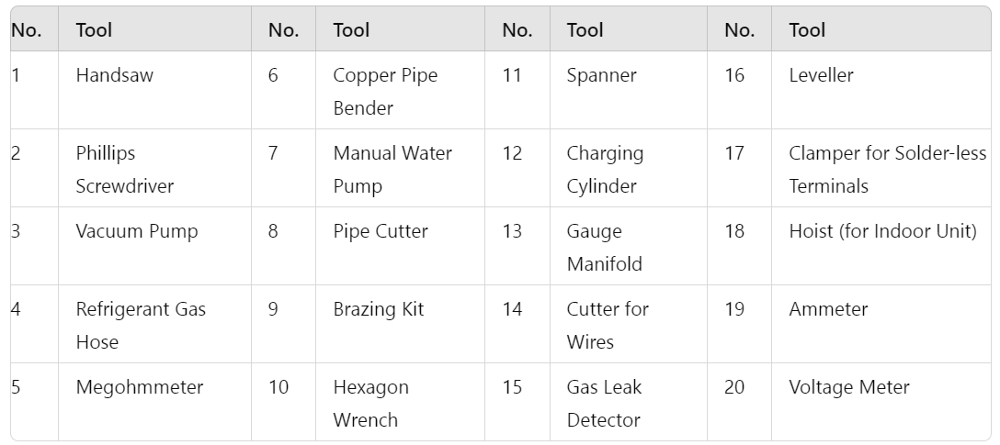 No. Tool No. Tool No. Tool No. Tool
1 Handsaw 6 Copper Pipe 11 Spanner 16 Leveller
Bender
2 Phillips 7 Manual Water 12 Charging 17 Clamper for Solder-less
Screwdriver Pump Cylinder Terminals
3 Vacuum Pump 8 Pipe Cutter 13 Gauge 18 Hoist (for Indoor Unit)
Manifold
4 Refrigerant Gas 9 Brazing Kit 14 Cutter for 19 Ammeter
Hose Wires
5 Megohmmeter 10 Hexagon 15 Gas Leak 20 Voltage Meter
Wrench Detector